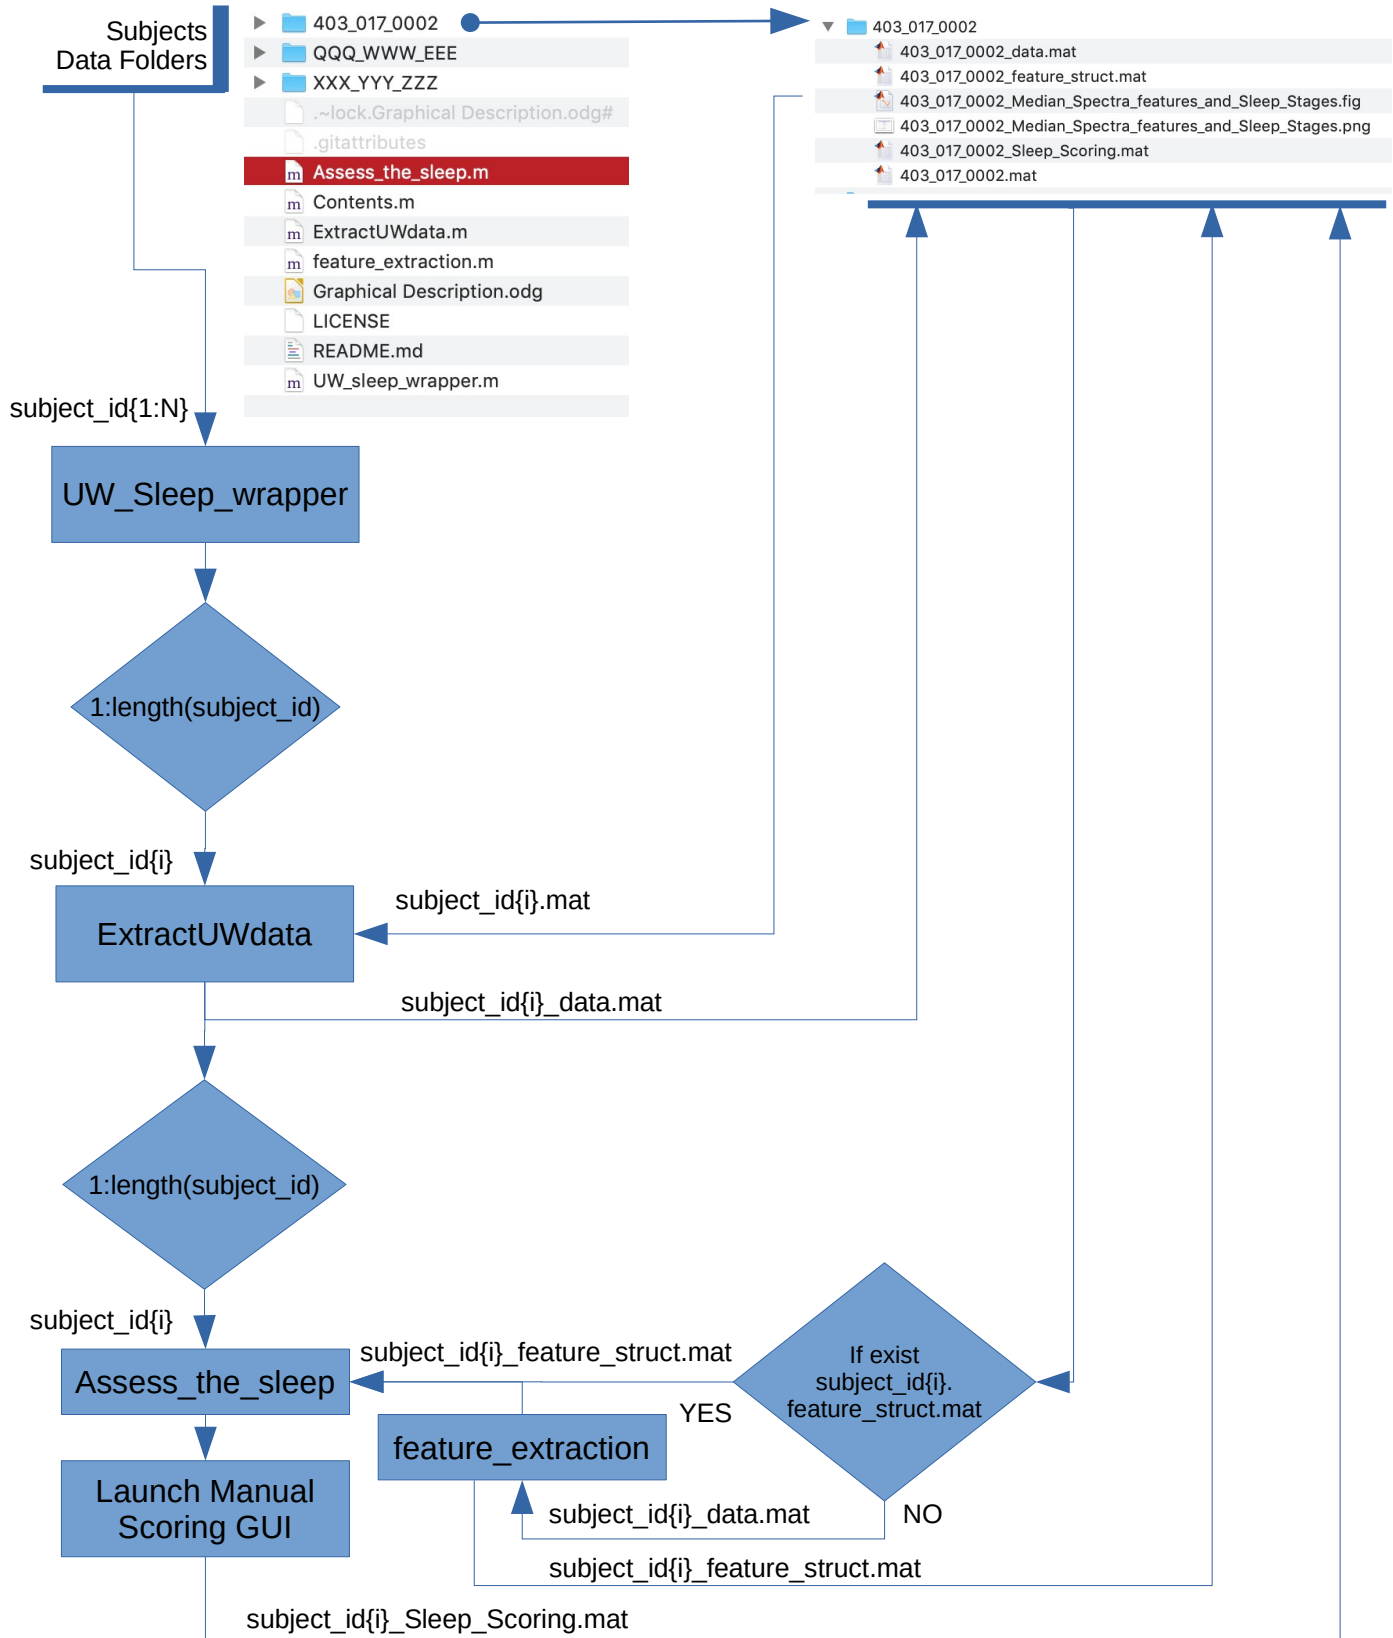 Subjects
Data Folders
403_017_0002
QQQ_WWW_EEE
XXX_YYY_ZZZ
.~lock.Graphical Description.odg#
.gitattributes
m Assess_the_sleep.m
m Contents.m
m ExtractUWdata.m
m feature_extraction.m
Graphical Description.odg
LICENSE
README.md
m UW_sleep_wrapper.m
403_017_0002
403_017_0002_data.mat
403_017_0002_feature_struct.mat
403_017_0002_Median_Spectra_features_and_Sleep_Stages.fig
403_017_0002_Median_Spectra_features_and_Sleep_Stages.png
403_017_0002_Sleep_Scoring.mat
403_017_0002.mat
subject_id{1:N}
UW_Sleep_wrapper
1:length(subject_id)
subject_id{i}
subject_id{i}.mat
ExtractUWdata
subject_id{i}_data.mat
1:length(subject_id)
subject_id{i}
subject_id{i}_feature_struct.mat
If exist
subject_id{i}.
feature_struct.mat
Assess_the_sleep
YES
feature_extraction
Launch Manual
Scoring GUI
subject_id{i}_data.mat
NO
subject_id{i}_feature_struct.mat
subject_id{i}_Sleep_Scoring.mat